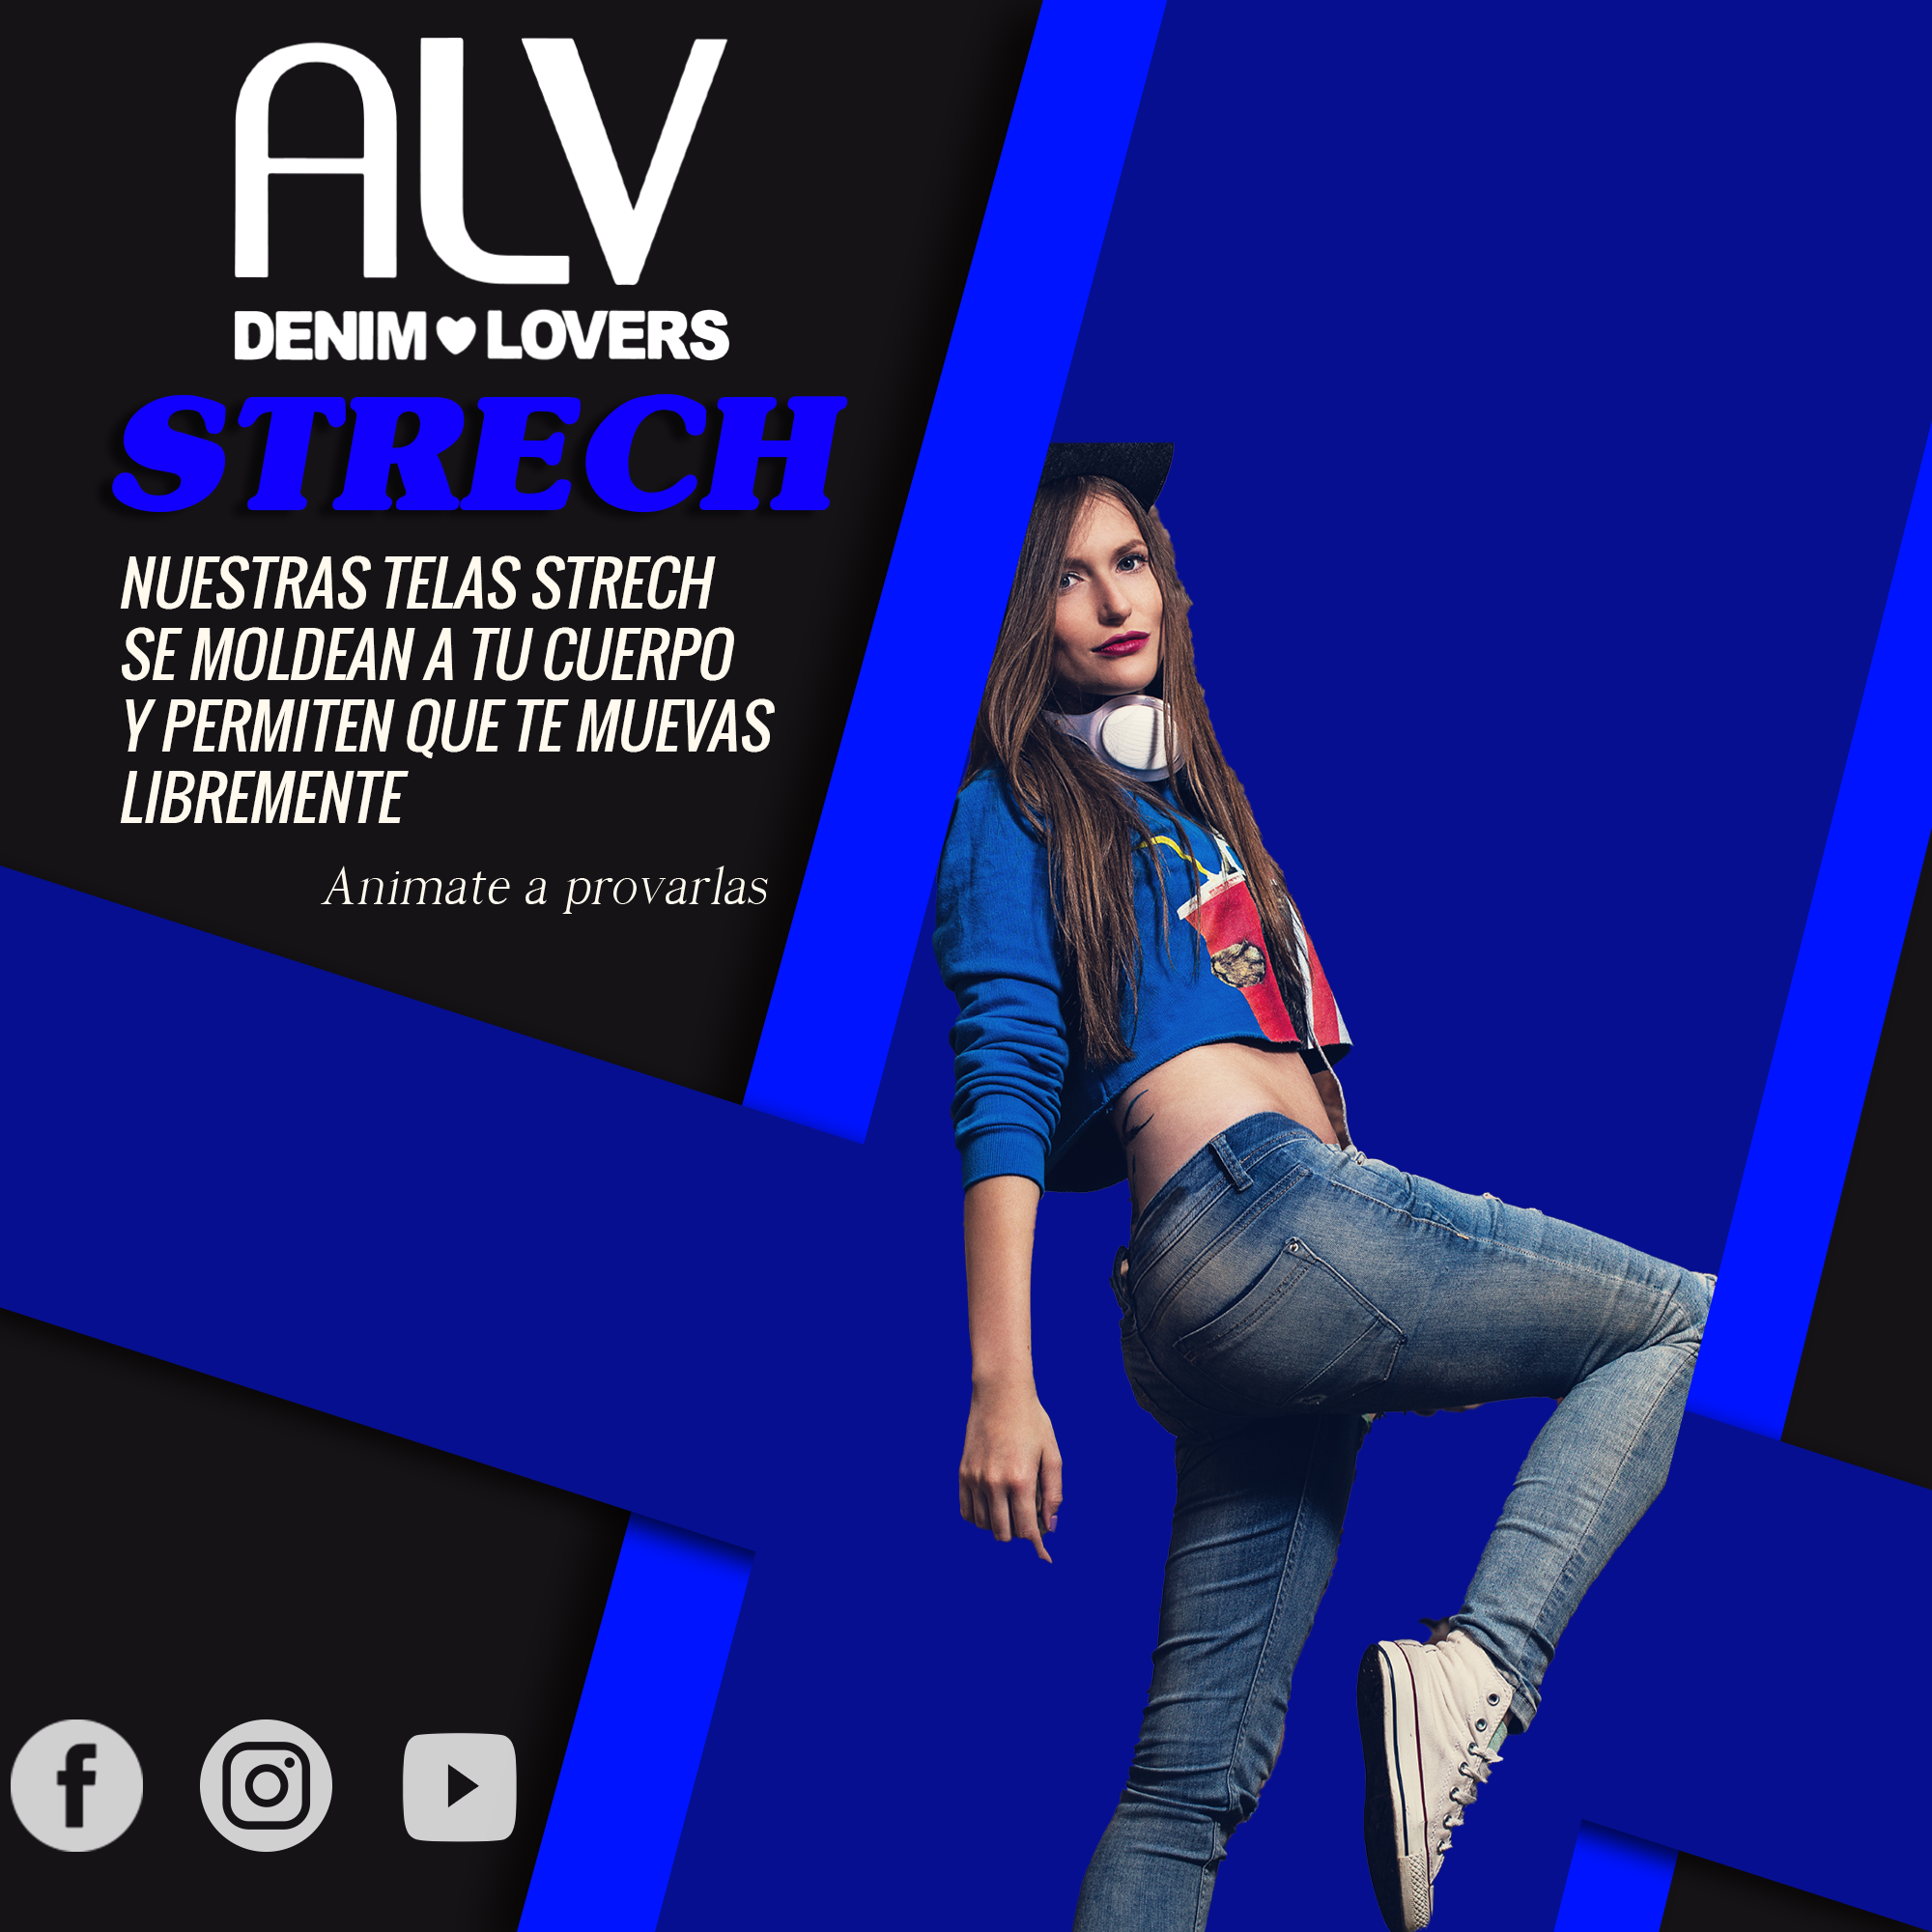 ALV
DENIM LOVERS
STRECH
NUESTRAS TELAS STRECH
SE MOLDEAN A TU CUERPO
Y PERMITEN QUE TE MUEVAS
LIBREMENTE
Animate a provarlas